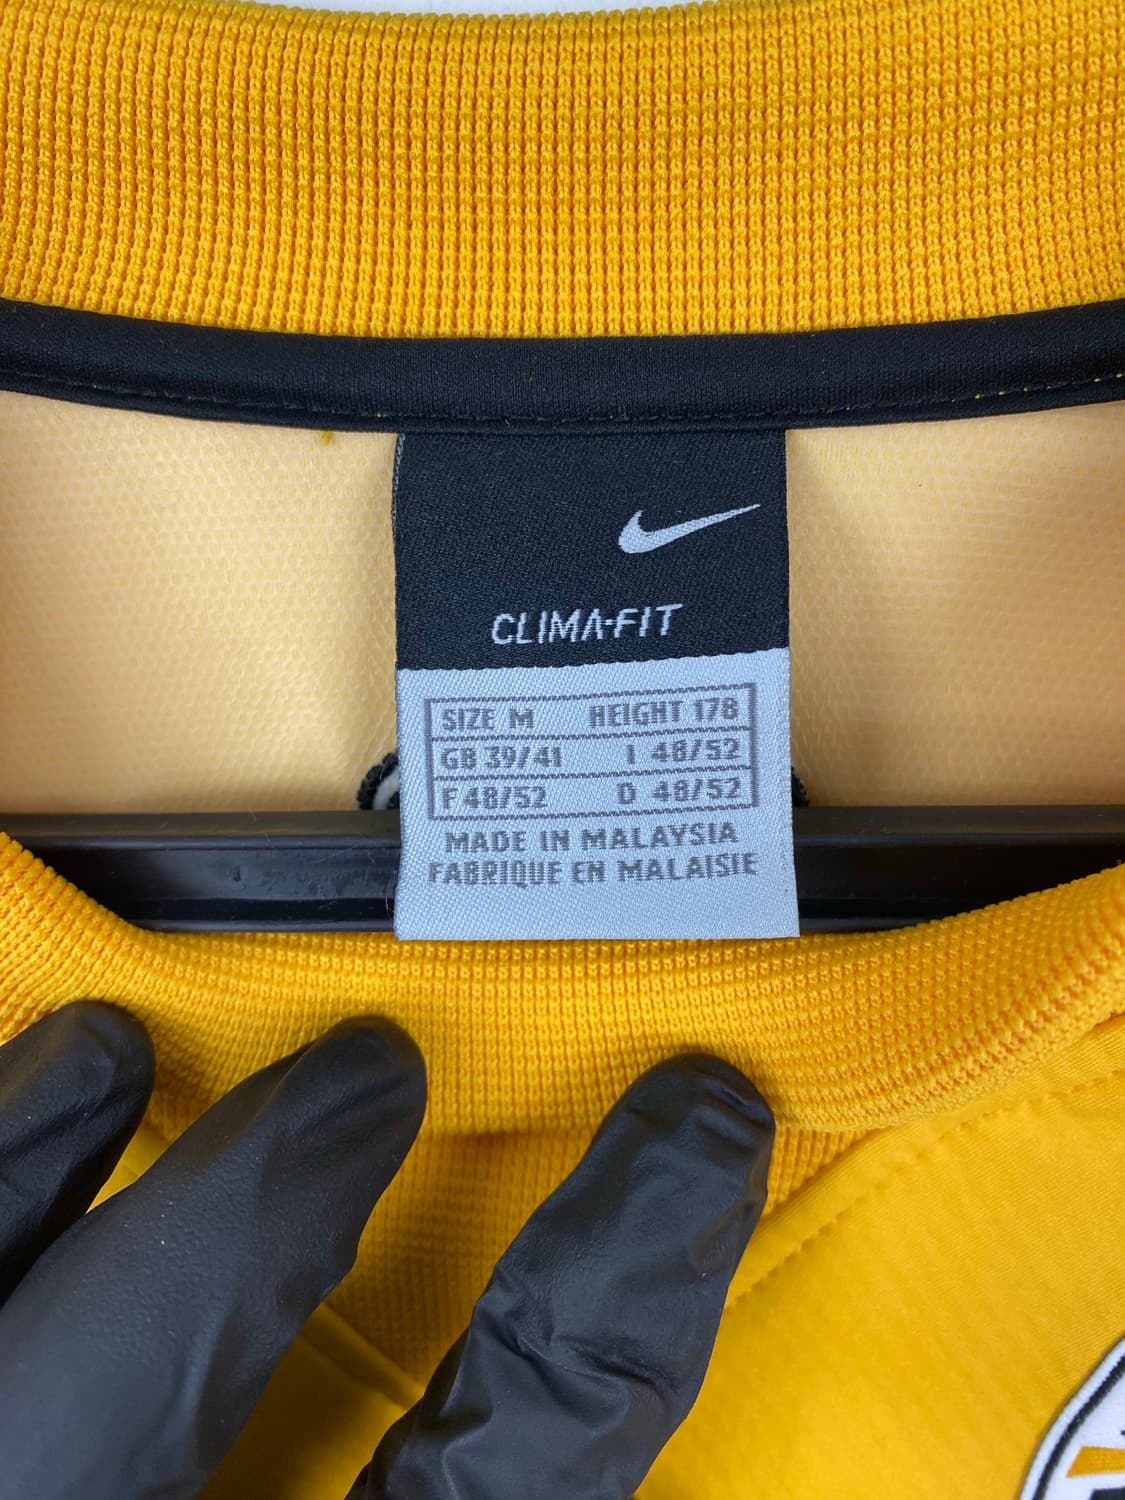 CLIMA-FIT
SIZE M HEIGHT 178
GB 39/41 I 48/52
F 48/52 D 48/52
MADE IN MALAYSIA
FABRIQUE EN MALAISIE